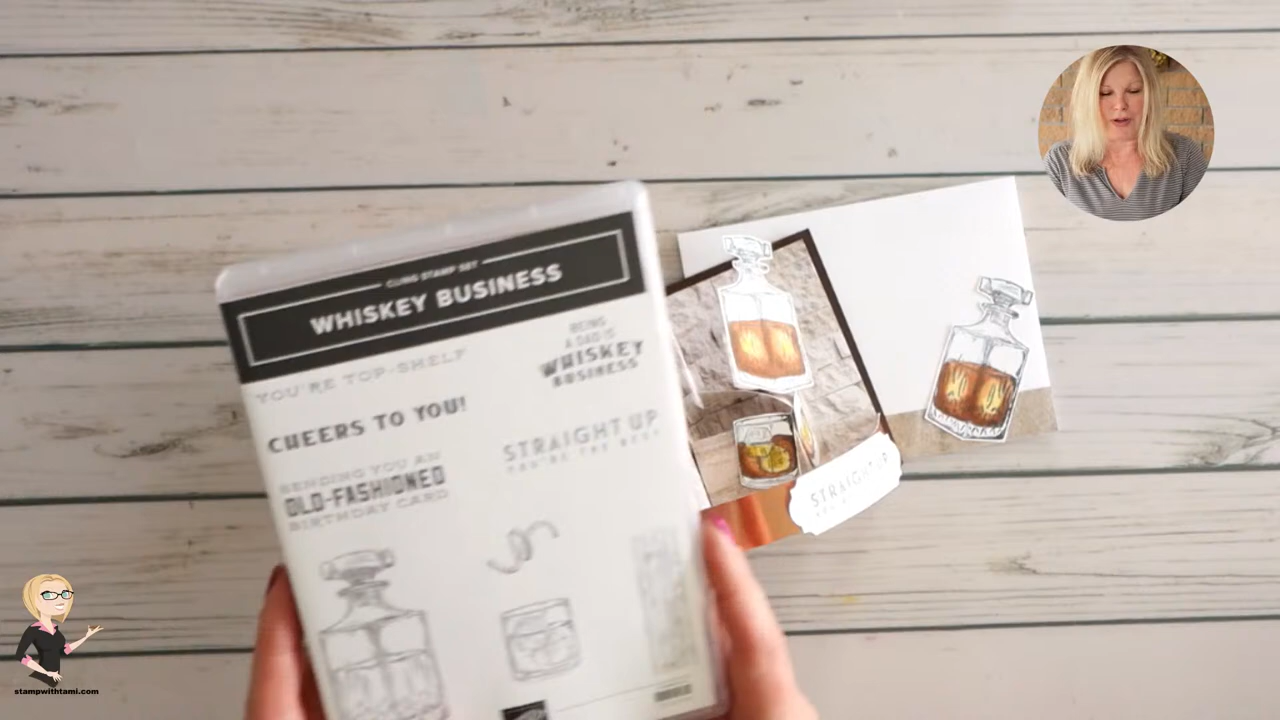 CLING STAMP SET
WHISKEY BUSINESS
YOU'RE TOP-SHELF
BEING
A DAD IS
WHISKEY
BUSINESS
CHEERS TO YOU!
STRAIGHT UP
YOU'RE THE BEST
SENDING YOU AN
OLD-FASHIONED
BIRTHDAY CARD
STRAIGHT UP
stampwithtami.com